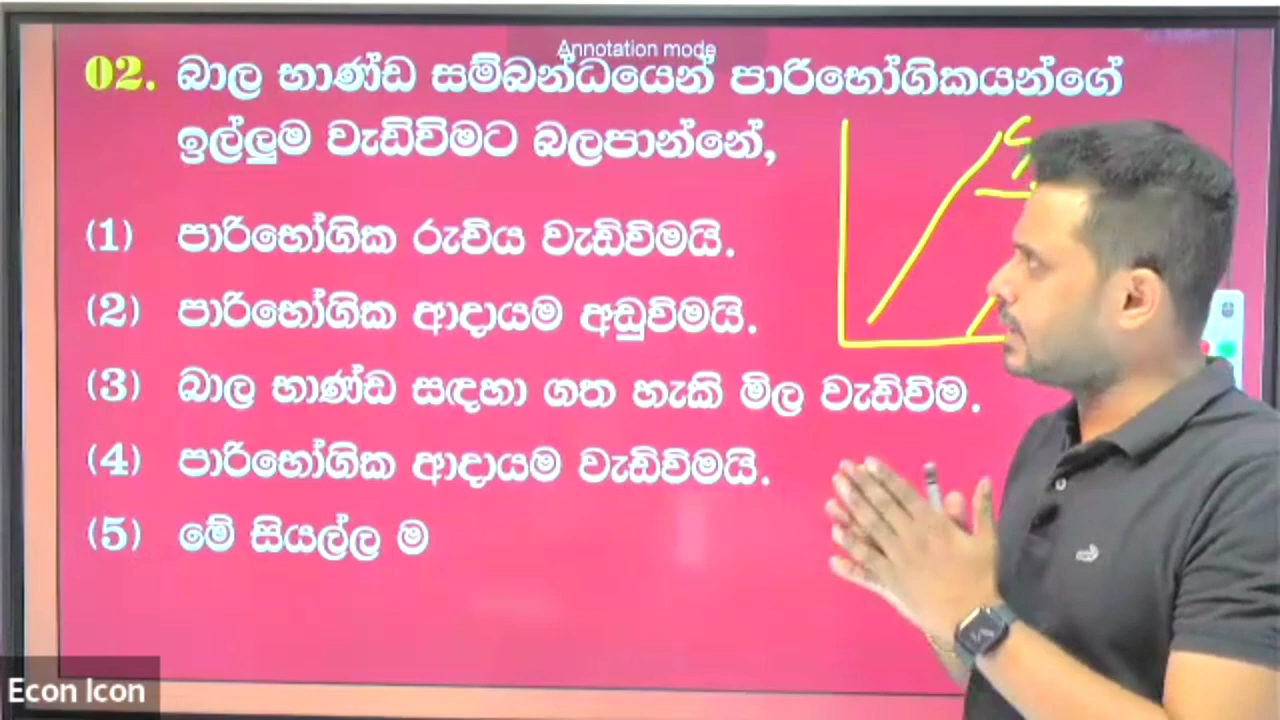 Annotation mode
02. බාල භාණ්ඩ සම්බන්ධයෙන් පාරිභෝගිකයන්ගේ
ඉල්ලුම වැඩිවීමට බලපාන්නේ,
(1) පාරිභෝගික රුචිය වැඩිවීමයි.
(2) පාරිභෝගික ආදායම අඩුවීමයි.
(3) බාල භාණ්ඩ සඳහා ගත හැකි මිල වැඩිවීම.
(4) පාරිභෝගික ආදායම වැඩිවීමයි.
(5) මේ සියල්ල ම
Econ Icon